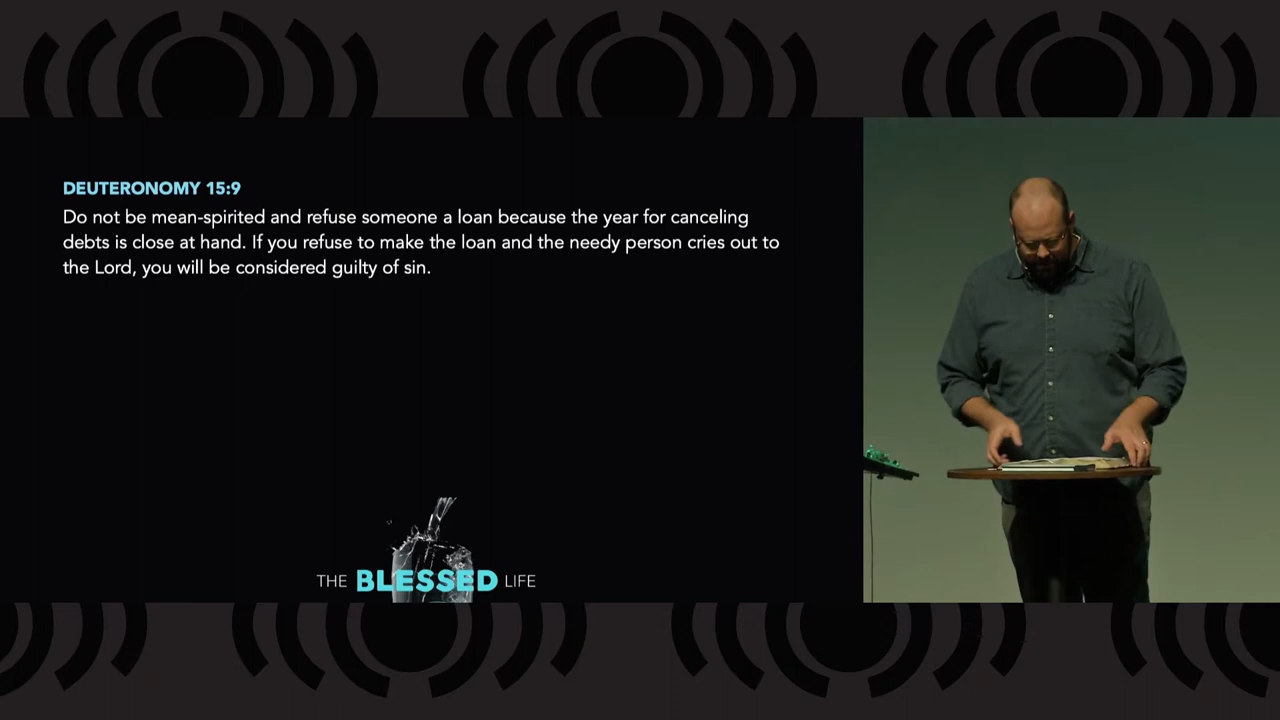 DEUTERONOMY 15:9
Do not be mean-spirited and refuse someone a loan because the year for canceling
debts is close at hand. If you refuse to make the loan and the needy person cries out to
the Lord, you will be considered guilty of sin.
THE BLESSED LIFE